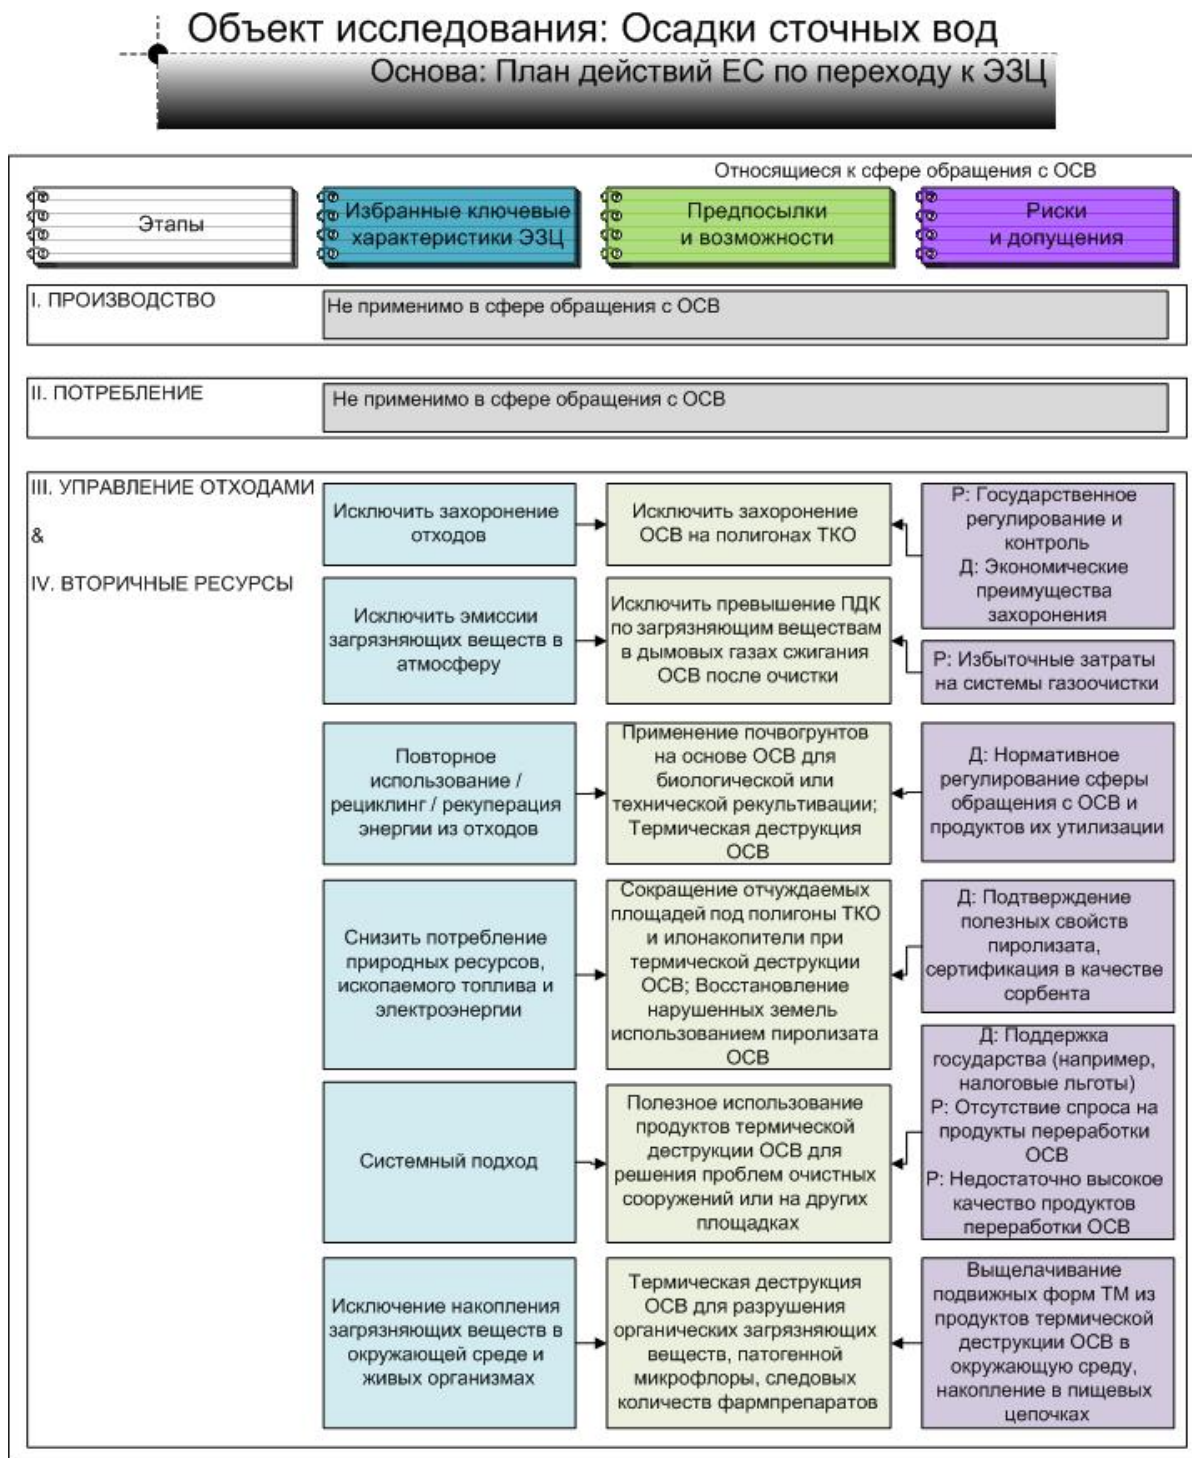 Объект исследования: Осадки сточных вод
Основа: План действий ЕС по переходу к ЭЗЦ
Относящиеся к сфере обращения с ОСВ
Этапы
Избранные ключевые
характеристики ЭЗЦ
Предпосылки
и возможности
Риски
и допущения
I. ПРОИЗВОДСТВО
Не применимо в сфере обращения с ОСВ
II. ПОТРЕБЛЕНИЕ
Не применимо в сфере обращения с ОСВ
III. УПРАВЛЕНИЕ ОТХОДАМИ
&
IV. ВТОРИЧНЫЕ РЕСУРСЫ
Исключить захоронение
отходов
Исключить захоронение
ОСВ на полигонах ТКО
Р: Государственное
регулирование и
контроль
Д: Экономические
преимущества
захоронения
Исключить эмиссии
загрязняющих веществ в
атмосферу
Исключить превышение ПДК
по загрязняющим веществам
в дымовых газах сжигания
ОСВ после очистки
Р: Избыточные затраты
на системы газоочистки
Повторное
использование /
рециклинг / рекуперация
энергии из отходов
Применение почвогрунтов
на основе ОСВ для
биологической или
технической рекультивации;
Термическая деструкция
ОСВ
Д: Нормативное
регулирование сферы
обращения с ОСВ и
продуктов их утилизации
Снизить потребление
природных ресурсов,
ископаемого топлива и
электроэнергии
Сокращение отчуждаемых
площадей под полигоны ТКО
и илонакопители при
термической деструкции
ОСВ; Восстановление
нарушенных земель
использованием пиролизата
ОСВ
Д: Подтверждение
полезных свойств
пиролизата,
сертификация в качестве
сорбента
Системный подход
Полезное использование
продуктов термической
деструкции ОСВ для
решения проблем очистных
сооружений или на других
площадках
Д: Поддержка
государства (например,
налоговые льготы)
Р: Отсутствие спроса на
продукты переработки
ОСВ
Р: Недостаточно высокое
качество продуктов
переработки ОСВ
Исключение накопления
загрязняющих веществ в
окружающей среде и
живых организмах
Термическая деструкция
ОСВ для разрушения
органических загрязняющих
веществ, патогенной
микрофлоры, следовых
количеств фармпрепаратов
Выщелачивание
подвижных форм ТМ из
продуктов термической
деструкции ОСВ в
окружающую среду,
накопление в пищевых
цепочках